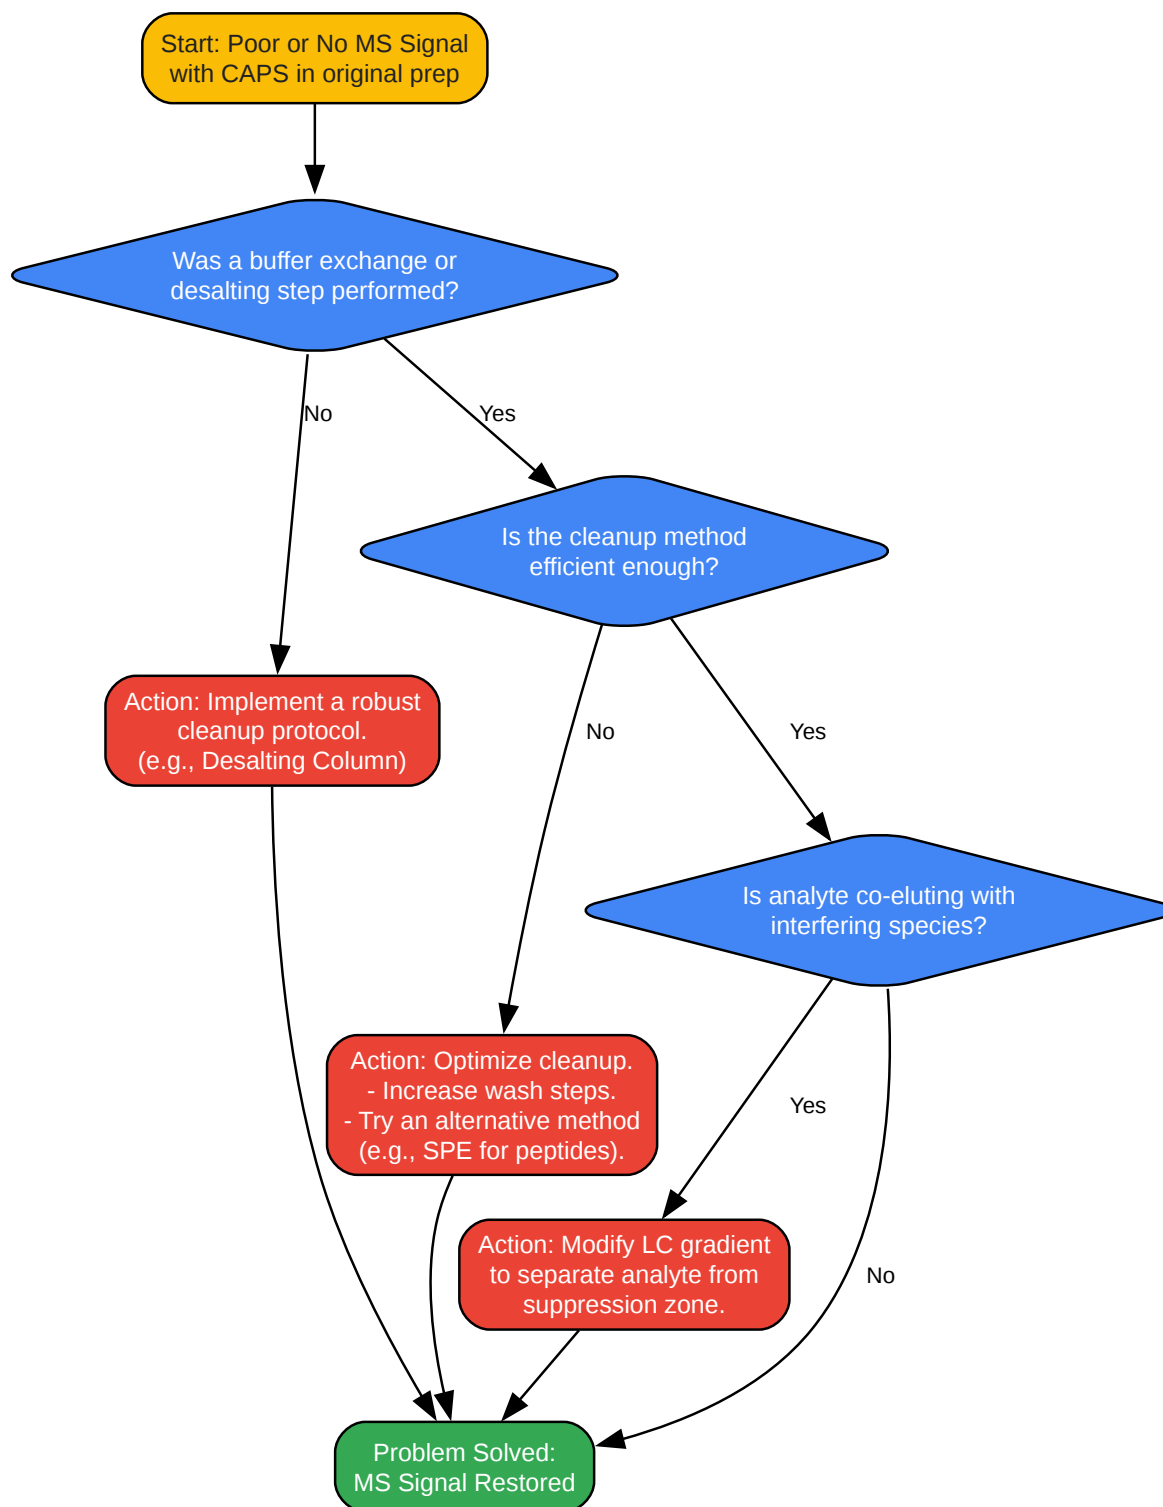 Start: Poor or No MS Signal
with CAPS in original prep
Was a buffer exchange or
desalting step performed?
No
Yes
Is the cleanup method
efficient enough?
Action: Implement a robust
cleanup protocol.
(e.g., Desalting Column)
No
Yes
Is analyte co-eluting with
interfering species?
Action: Optimize cleanup.
- Increase wash steps.
- Try an alternative method
(e.g., SPE for peptides).
Yes
Action: Modify LC gradient
to separate analyte from
suppression zone.
No
Problem Solved:
MS Signal Restored